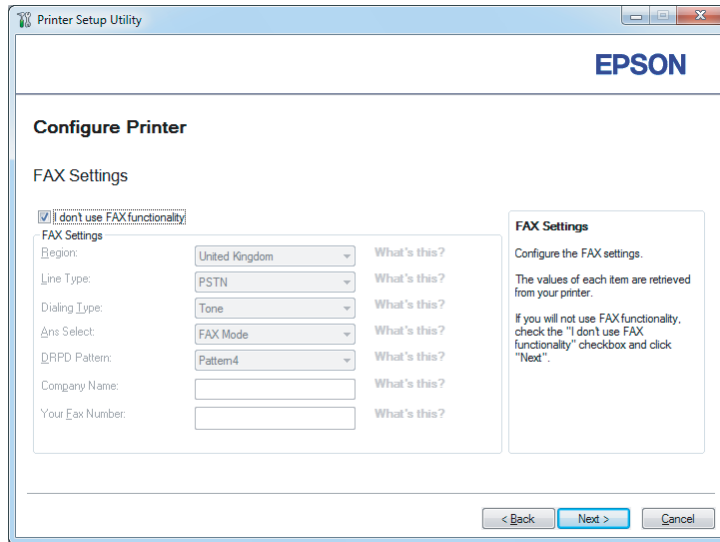 Printer Setup Utility
EPSON
Configure Printer
FAX Settings
I don't use FAX functionality
FAX Settings
Region: United Kingdom What's this?
Line Type: PSTN What's this?
Dialing Type: Tone What's this?
Ans Select: FAX Mode What's this?
DRPD Pattern: Pattern4 What's this?
Company Name: What's this?
Your Fax Number: What's this?
FAX Settings
Configure the FAX settings.
The values of each item are retrieved
from your printer.
If you will not use FAX functionality,
check the "I don't use FAX
functionality" checkbox and click
"Next".
< Back Next > Cancel